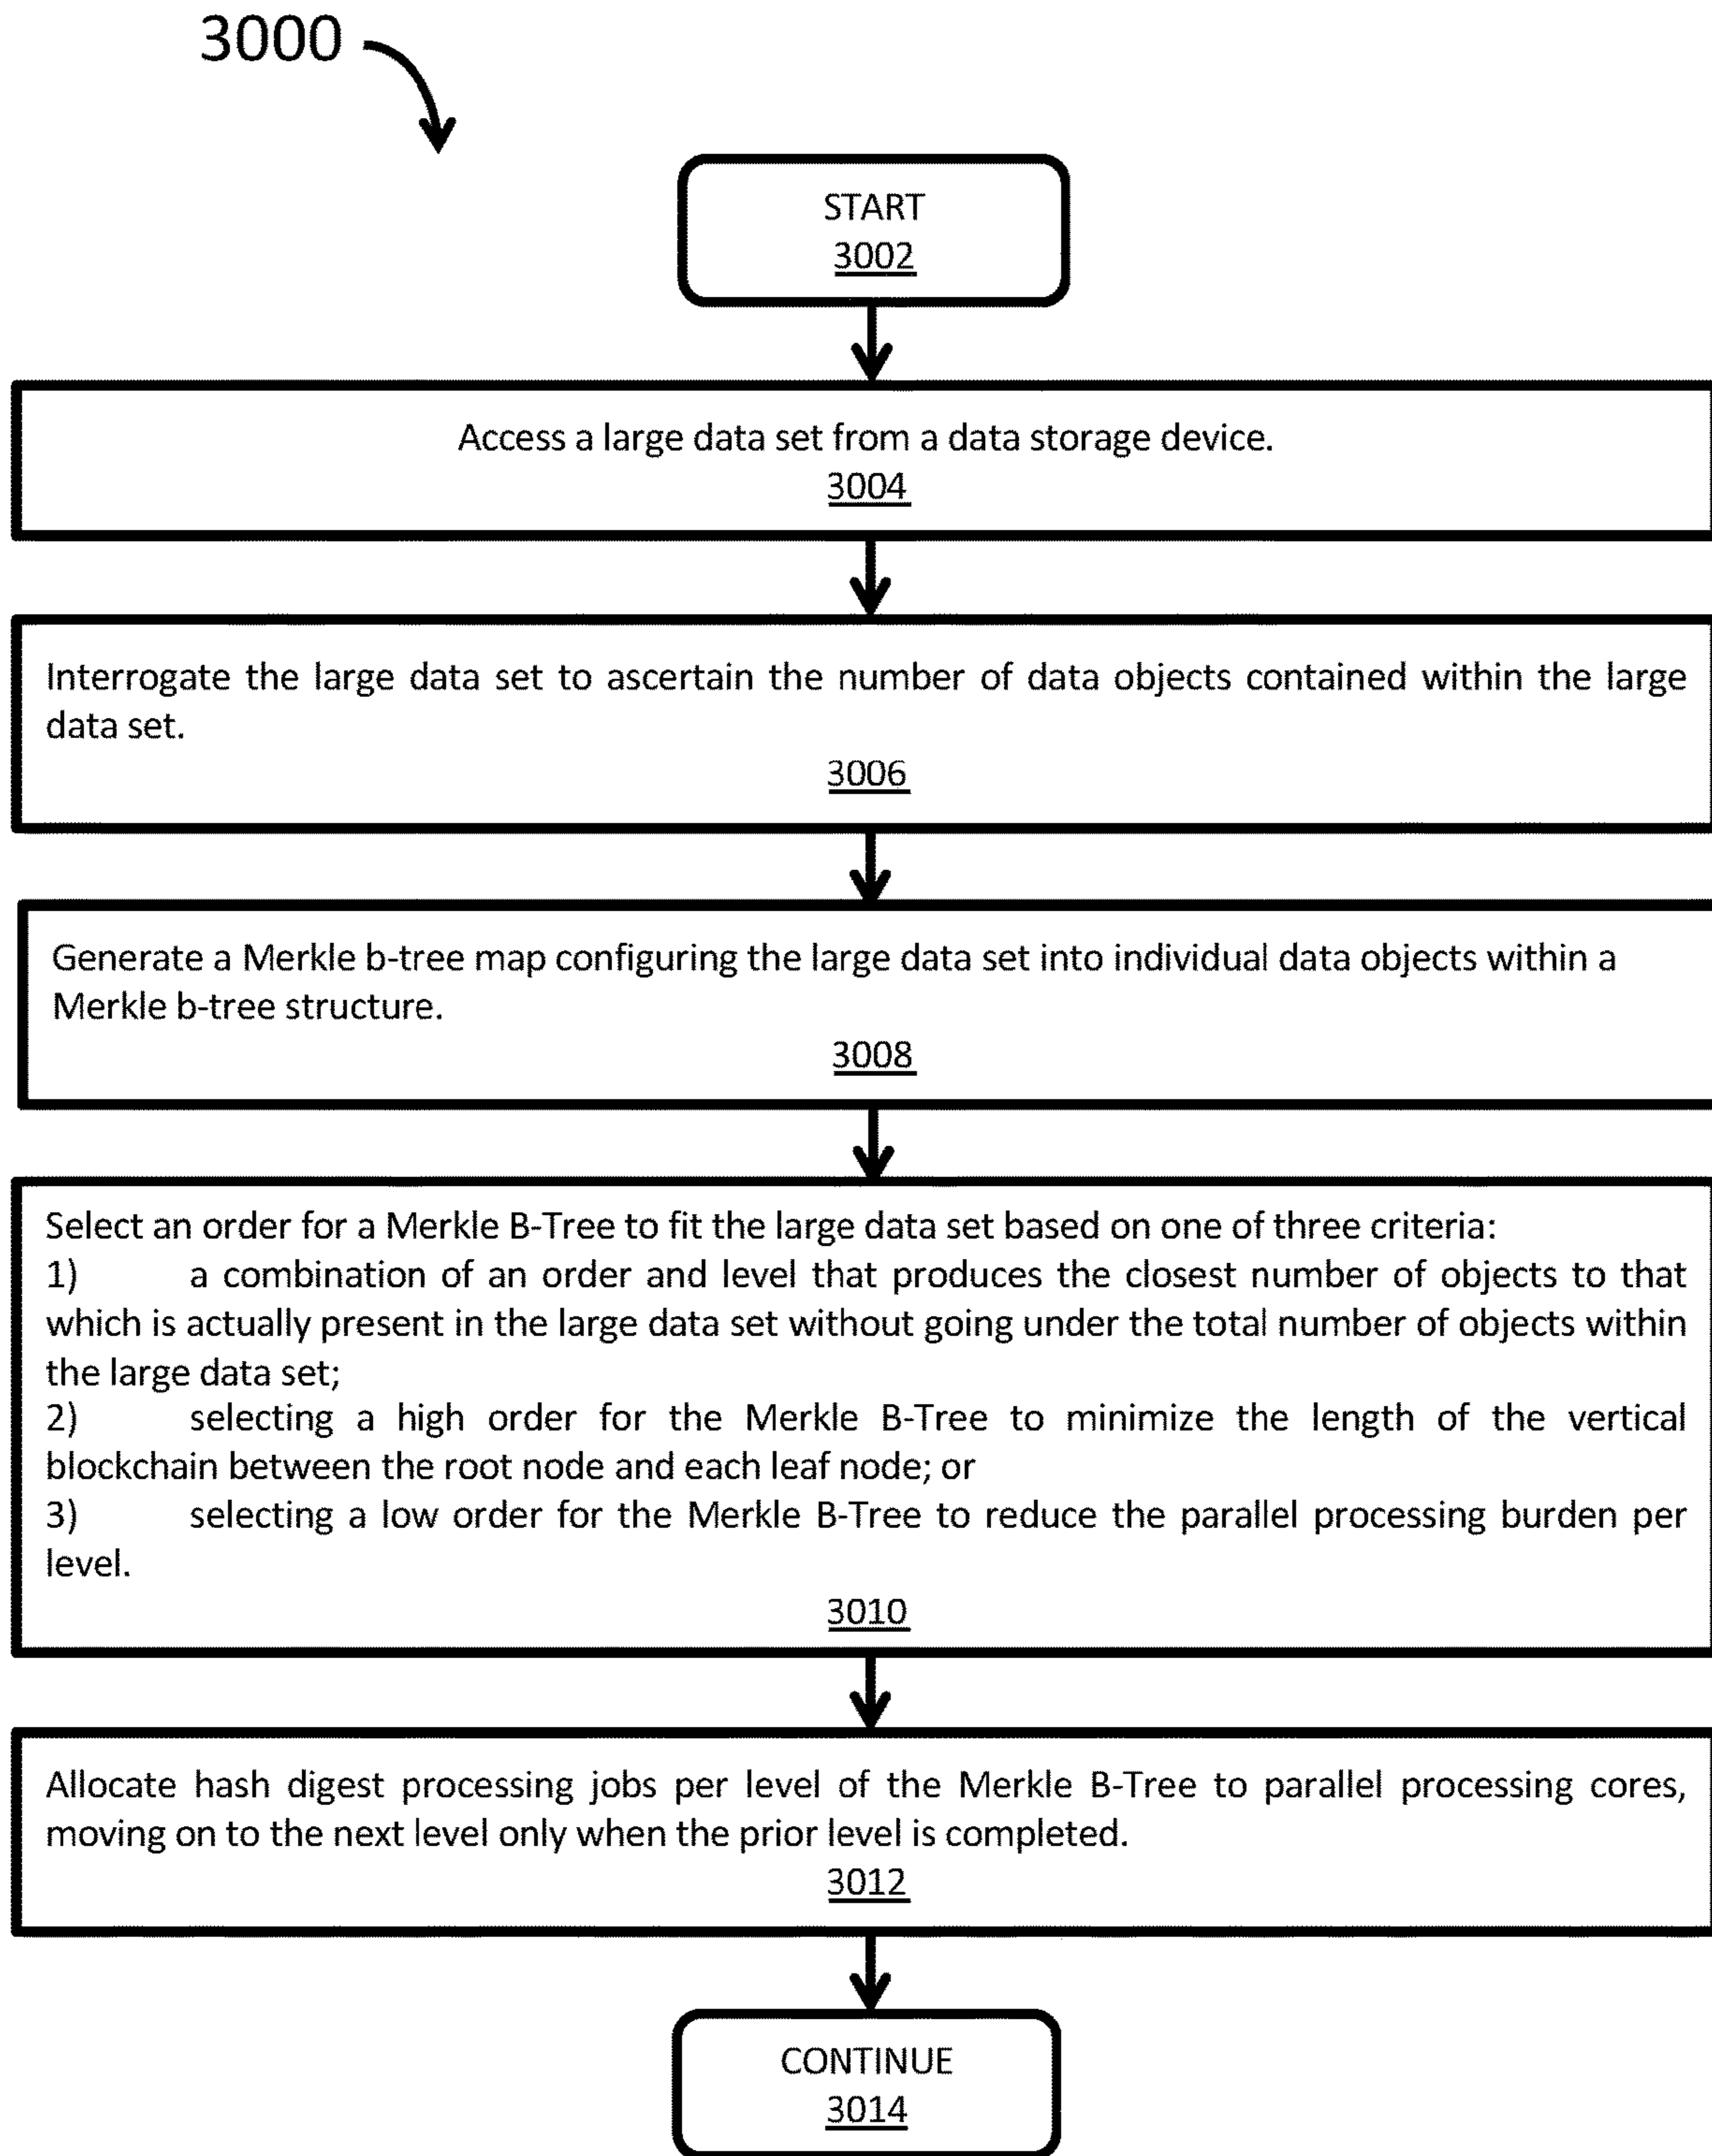 3000
START
3002
Access a large data set from a data storage device.
3004
Interrogate the large data set to ascertain the number of data objects contained within the large
data set.
3006
Generate a Merkle b-tree map configuring the large data set into individual data objects within a
Merkle b-tree structure.
3008
Select an order for a Merkle B-Tree to fit the large data set based on one of three criteria:
1) a combination of an order and level that produces the closest number of objects to that
which is actually present in the large data set without going under the total number of objects within
the large data set;
2) selecting a high order for the Merkle B-Tree to minimize the length of the vertical
blockchain between the root node and each leaf node; or
3) selecting a low order for the Merkle B-Tree to reduce the parallel processing burden per
level.
3010
Allocate hash digest processing jobs per level of the Merkle B-Tree to parallel processing cores,
moving on to the next level only when the prior level is completed.
3012
CONTINUE
3014